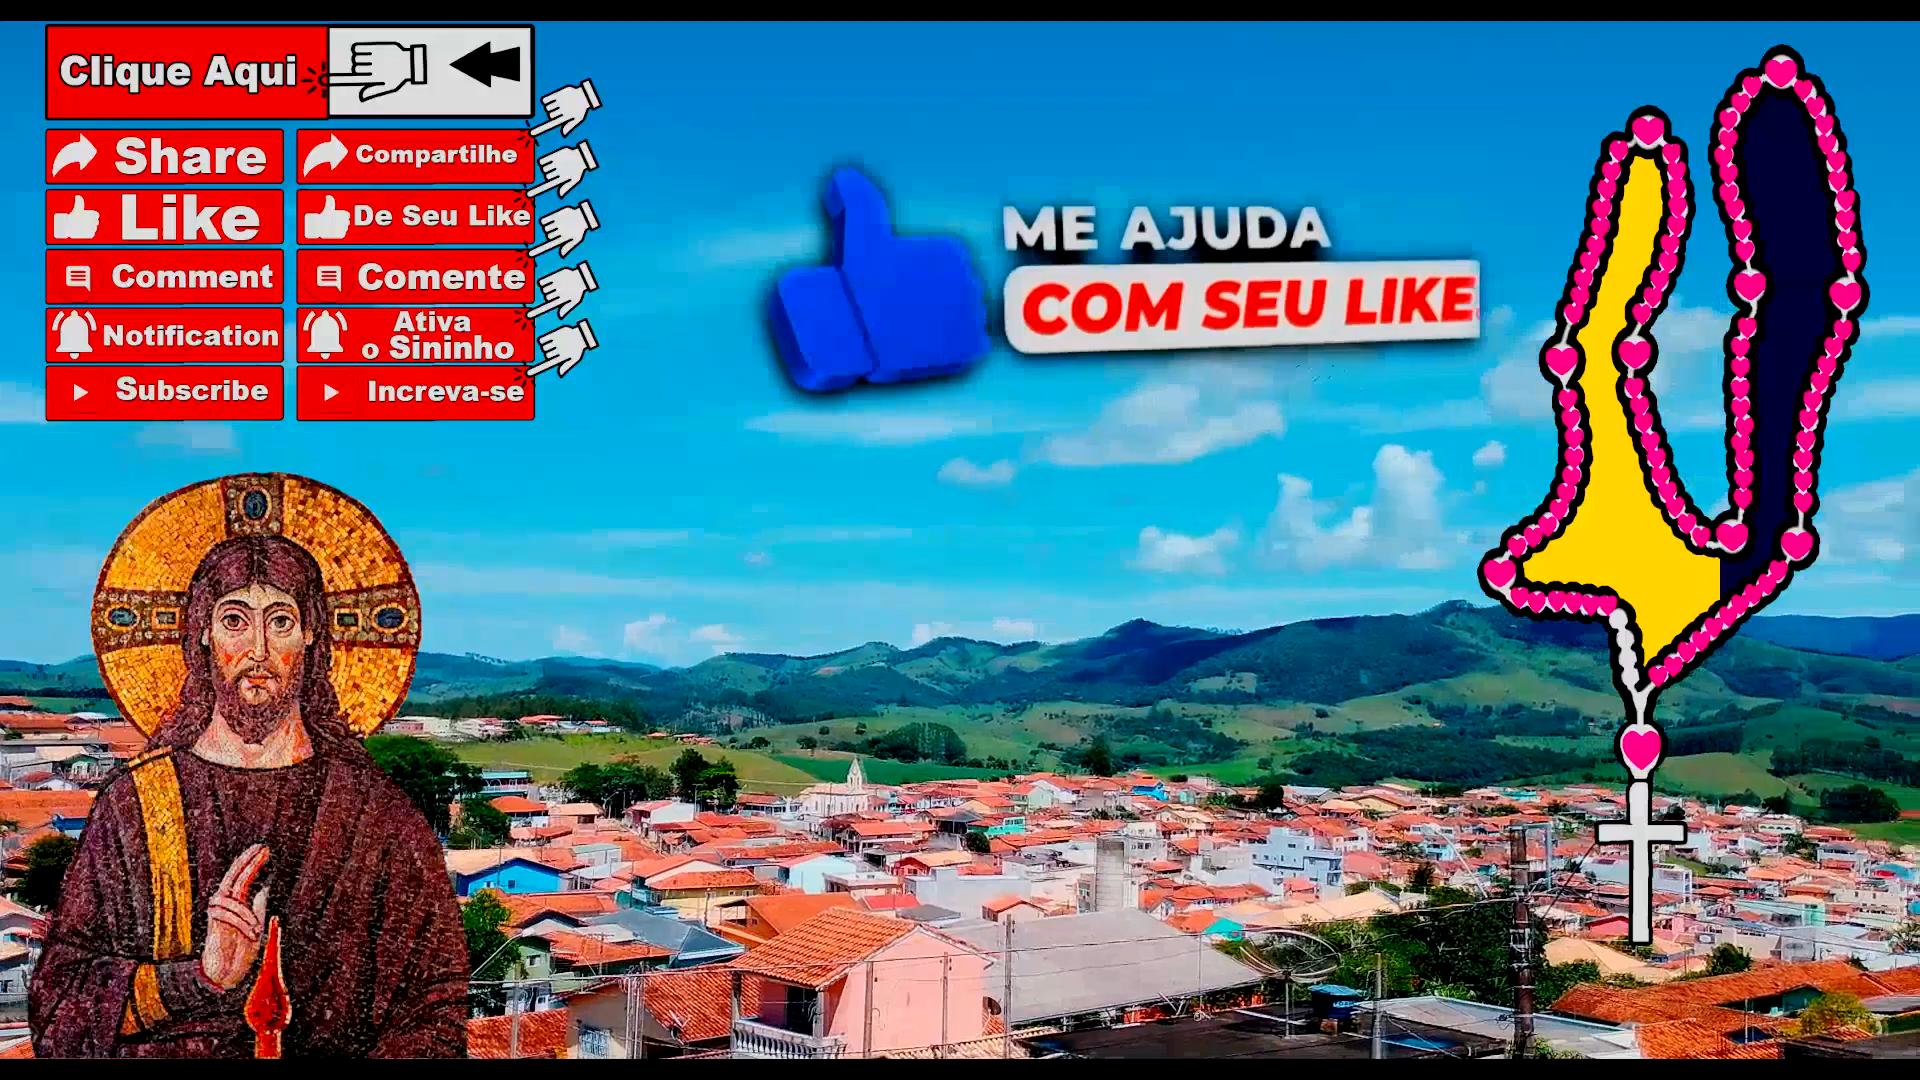 Clique Aqui
Share
Compartilhe
Like
De Seu Like
Comment
Comente
Notification
Ativa
o Sininho
Subscribe
Increva-se
ME AJUDA
COM SEU LIKE